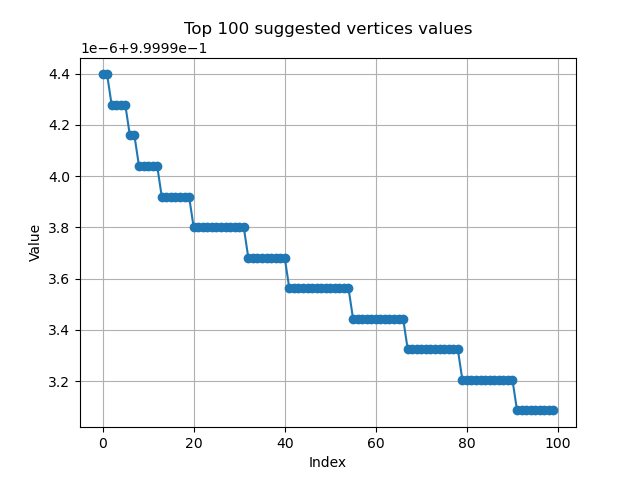 Top 100 suggested vertices values
1e-6+9.9999e-1
4.4
4.2
4.0
3.8
3.6
3.4
3.2
Value
0 20 40 60 80 100
Index